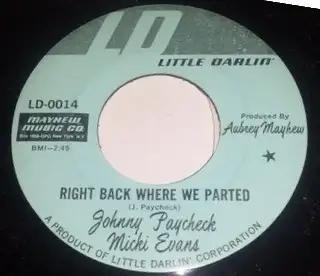 LD
LITTLE DARLIN'
LD-0014
MAYHEW
MUSIC CO.
BMI-2:45
Produced By
Aubrey Mayhew
RIGHT BACK WHERE WE PARTED
(J. Paycheck)
Johnny Paycheck
Micki Evans
A PRODUCT OF LITTLE DARLIN' CORPORATION